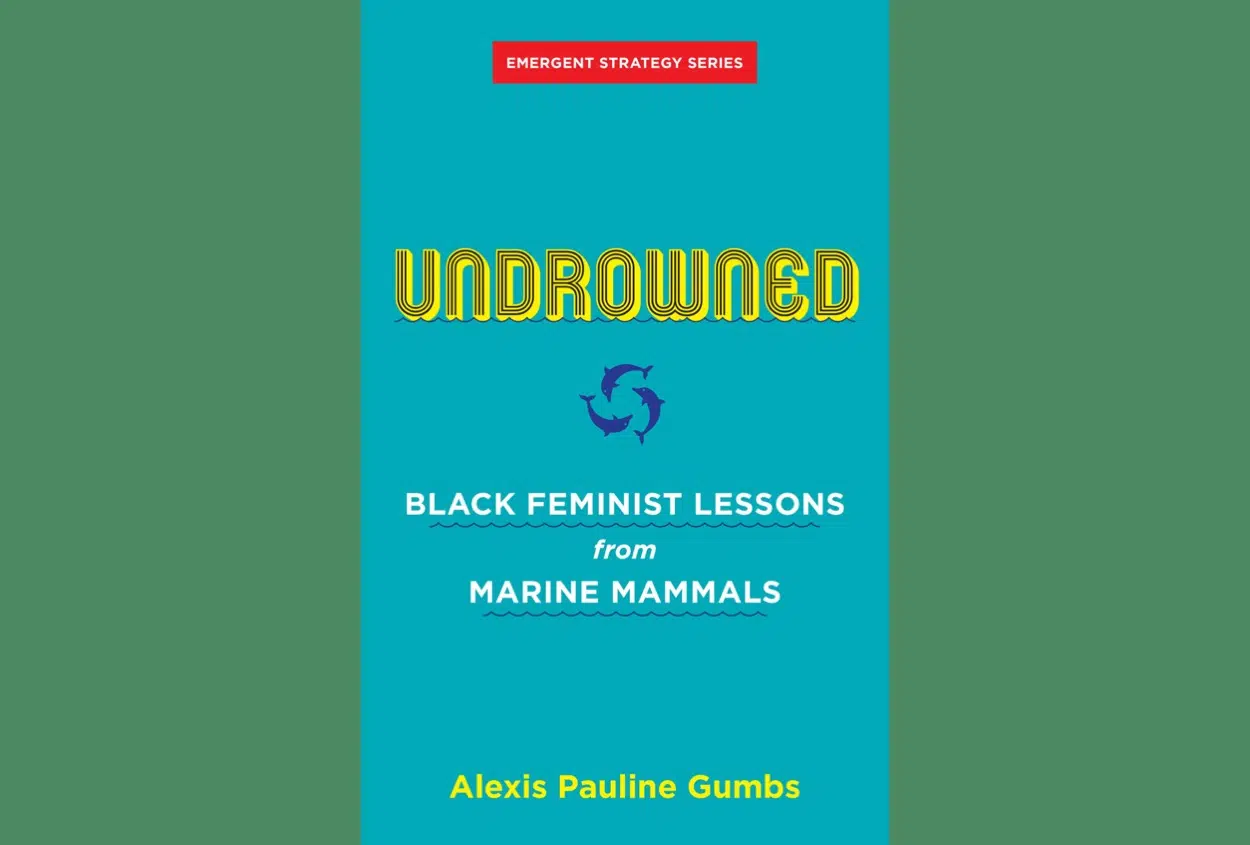 EMERGENT STRATEGY SERIES
UNDROWNED
BLACK FEMINIST LESSONS
from
MARINE MAMMALS
Alexis Pauline Gumbs